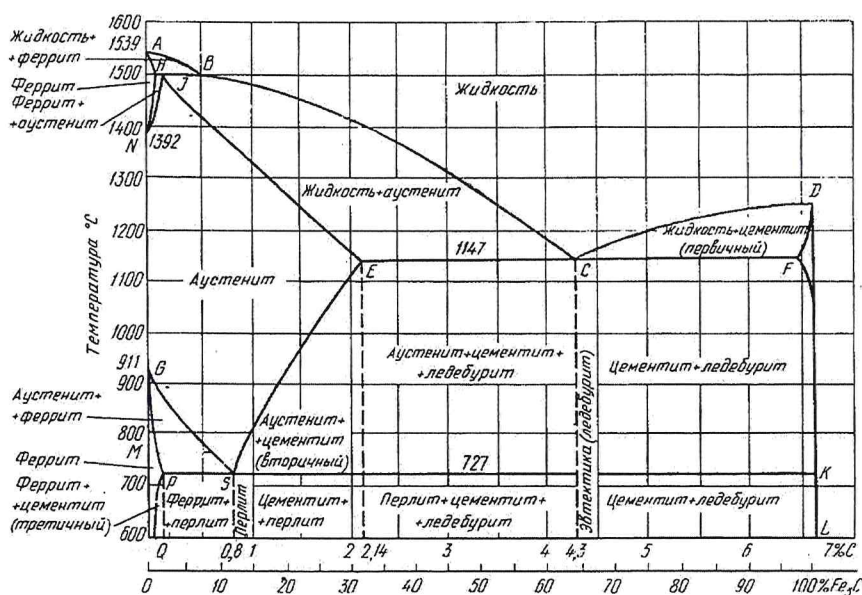 1600
1539
A
Жидкость+
+феррит
H
B
1500
J
Феррит
Феррит+
+аустенит
Жидкость
1400
N
1392
1300
D
Жидкость+аустенит
1200
Жидкость+цементит
(первичный)
1147
E
C
F
1100
Температура °C
Аустенит
1000
911
G
900
Аустенит+цементит+
+ледебурит
Цементит+ледебурит
Эвтектика (ледебурит)
Аустенит+
+феррит
Аустенит+
+цементит
(вторичный)
800
M
727
Феррит
P
S
K
700
Феррит+
+цементит
(третичный)
Феррит+
+перлит
Перлит
Цементит+
+перлит
Перлит+цементит+
+ледебурит
Цементит+ледебурит
600
L
Q 0,8 1 2 2,14 3 4 4,3 5 6 7%C
0 10 20 30 40 50 60 70 80 90 100%Fe₃C